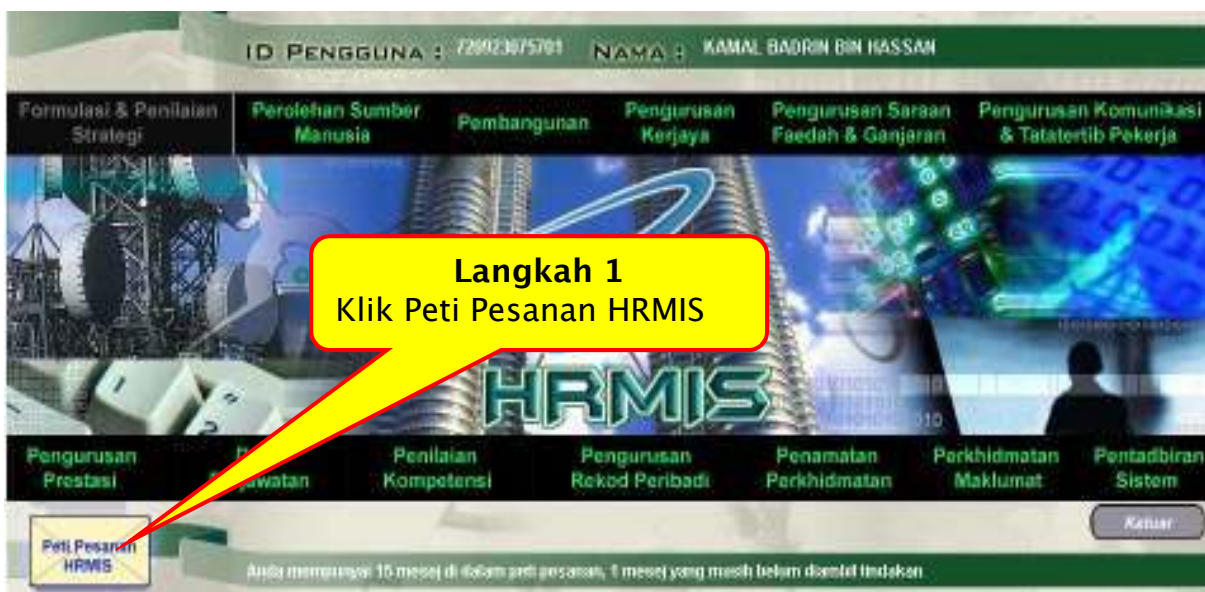 ID PENGGUNA : 720923075701 NAMA : KAMAL BADRIN BIN HASSAN
Formulasi & Penilaian Strategi
Perolehan Sumber Manusia
Pembangunan
Pengurusan Kerjaya
Pengurusan Saraan Faedah & Ganjaran
Pengurusan Komunikasi & Tatatertib Pekerja
Langkah 1
Klik Peti Pesanan HRMIS
HRMIS
Pengurusan Prestasi
Penilaian Kompetensi
Pengurusan Rekod Peribadi
Penamatan Perkhidmatan
Perkhidmatan Maklumat
Pentadbiran Sistem
Keluar
Peti Pesanan
HRMIS
Anda mempunyai 15 mesej di dalam peti pesanan, 1 mesej yang masih belum diambil tindakan